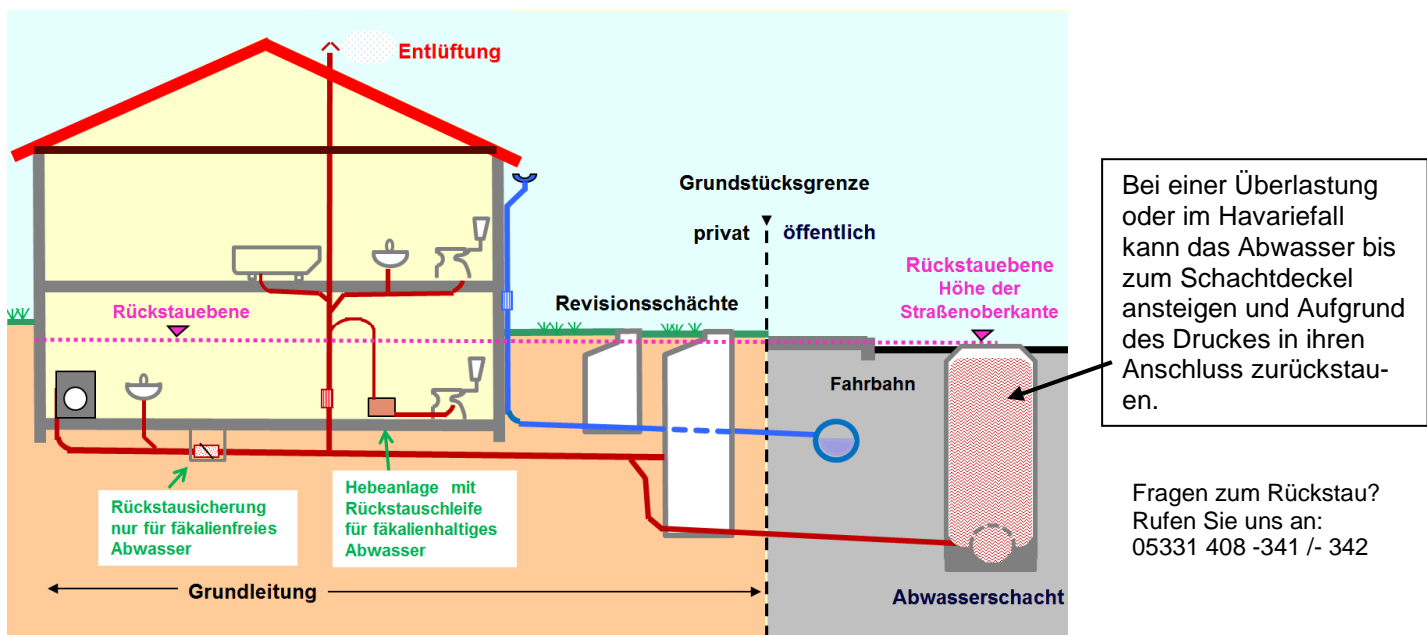 Entlüftung
Grundstücksgrenze
privat
öffentlich
Rückstauebene
Höhe der
Straßenoberkante
Revisionsschächte
Rückstauebene
Fahrbahn
Rückstausicherung
nur für fäkalienfreies
Abwasser
Hebeanlage mit
Rückstauschleife
für fäkalienhaltiges
Abwasser
Grundleitung
Abwasserschacht
Bei einer Überlastung
oder im Havariefall
kann das Abwasser bis
zum Schachtdeckel
ansteigen und Aufgrund
des Druckes in ihren
Anschluss zurückstau-
en.
Fragen zum Rückstau?
Rufen Sie uns an:
05331 408 -341 /- 342